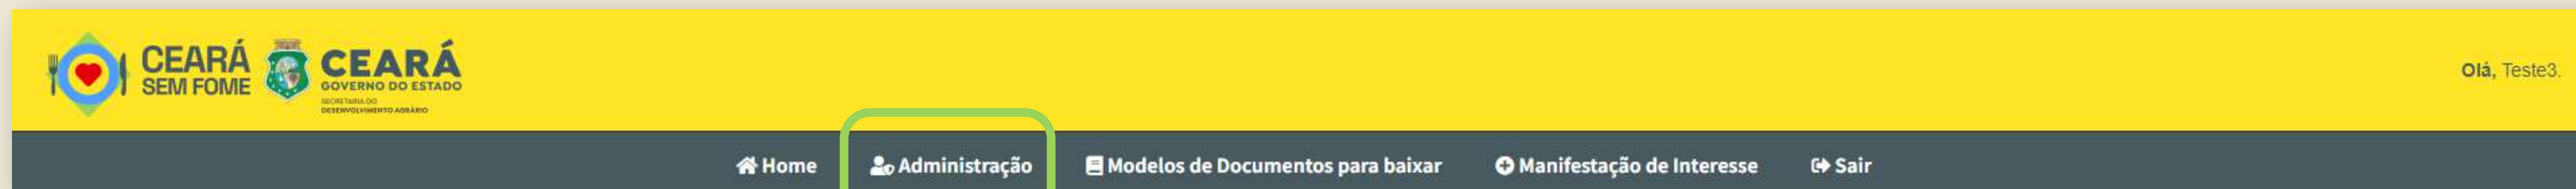 CEARÁ
SEM FOME
CEARÁ
GOVERNO DO ESTADO
SECRETARIA DO
DESENVOLVIMENTO AGRÁRIO
Olá, Teste3.
Home
Administração
Modelos de Documentos para baixar
Manifestação de Interesse
Sair